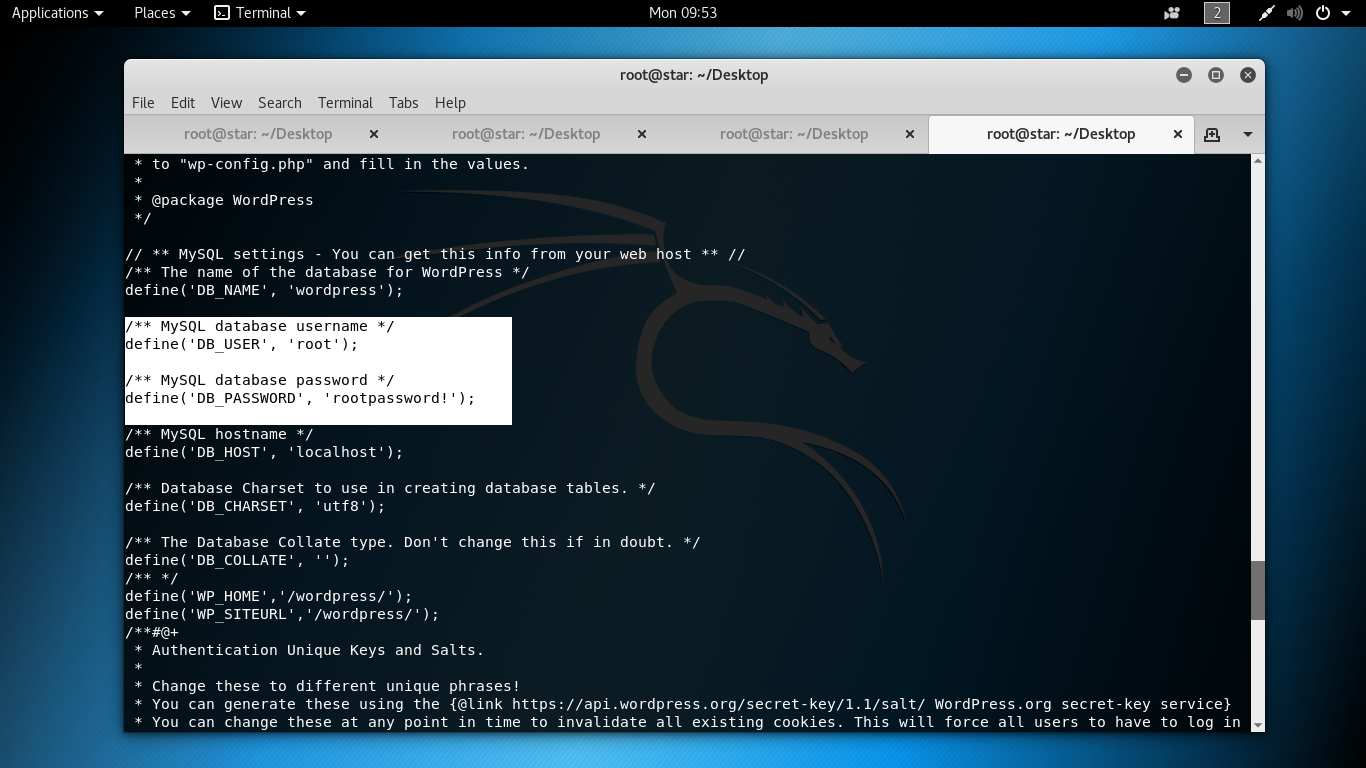 Applications Places Terminal Mon 09:53 2
root@star: ~/Desktop
File Edit View Search Terminal Tabs Help
root@star: ~/Desktop root@star: ~/Desktop root@star: ~/Desktop root@star: ~/Desktop
 * to "wp-config.php" and fill in the values.
 *
 * @package WordPress
 */
// ** MySQL settings - You can get this info from your web host ** //
/** The name of the database for WordPress */
define('DB_NAME', 'wordpress');
/** MySQL database username */
define('DB_USER', 'root');
/** MySQL database password */
define('DB_PASSWORD', 'rootpassword!');
/** MySQL hostname */
define('DB_HOST', 'localhost');
/** Database Charset to use in creating database tables. */
define('DB_CHARSET', 'utf8');
/** The Database Collate type. Don't change this if in doubt. */
define('DB_COLLATE', '');
/** */
define('WP_HOME','/wordpress/');
define('WP_SITEURL','/wordpress/');
/**#@+
 * Authentication Unique Keys and Salts.
 *
 * Change these to different unique phrases!
 * You can generate these using the {@link https://api.wordpress.org/secret-key/1.1/salt/ WordPress.org secret-key service}
 * You can change these at any point in time to invalidate all existing cookies. This will force all users to have to log in